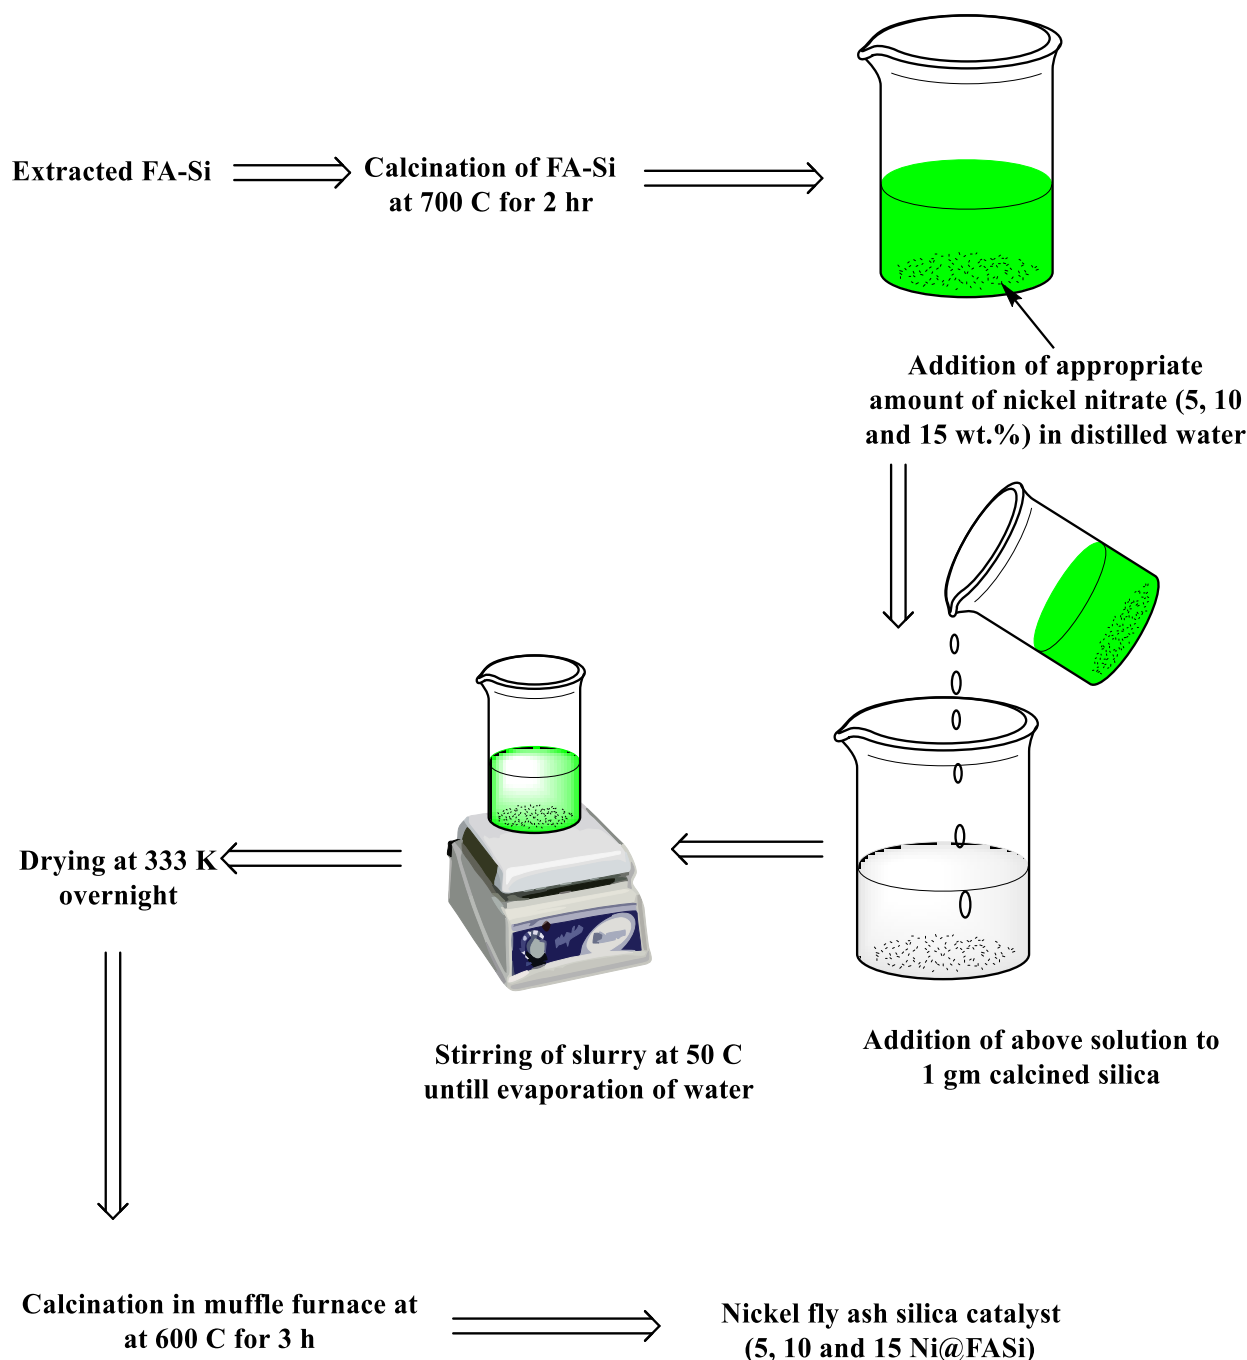 Extracted FA-Si
Calcination of FA-Si
at 700 C for 2 hr
Addition of appropriate
amount of nickel nitrate (5, 10
and 15 wt.%) in distilled water
Addition of above solution to
1 gm calcined silica
Stirring of slurry at 50 C
untill evaporation of water
Drying at 333 K
overnight
Calcination in muffle furnace at
at 600 C for 3 h
Nickel fly ash silica catalyst
(5, 10 and 15 Ni@FASi)